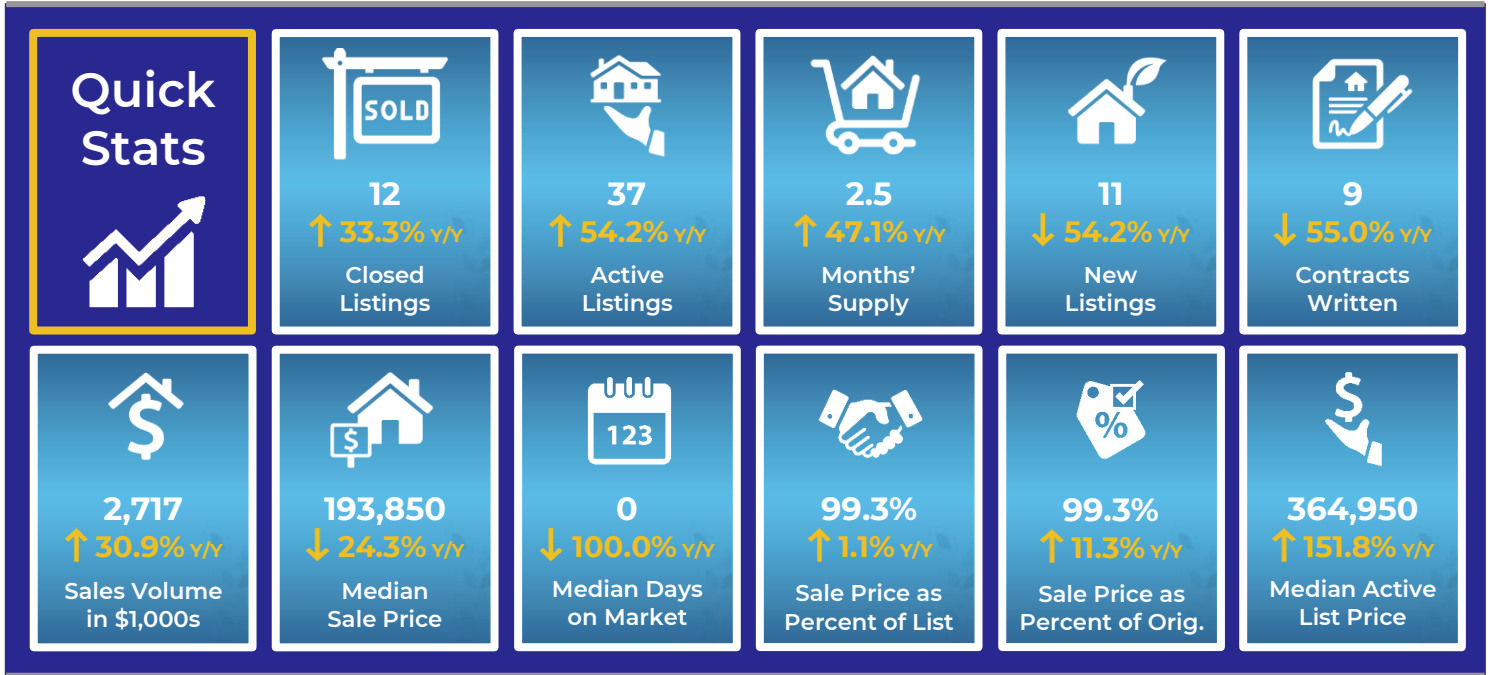 Quick
Stats
SOLD
12
↑ 33.3% Y/Y
Closed
Listings
37
↑ 54.2% Y/Y
Active
Listings
2.5
↑ 47.1% Y/Y
Months’
Supply
11
↓ 54.2% Y/Y
New
Listings
9
↓ 55.0% Y/Y
Contracts
Written
$
2,717
↑ 30.9% Y/Y
Sales Volume
in $1,000s
$
193,850
↓ 24.3% Y/Y
Median
Sale Price
123
0
↓ 100.0% Y/Y
Median Days
on Market
99.3%
↑ 1.1% Y/Y
Sale Price as
Percent of List
%
99.3%
↑ 11.3% Y/Y
Sale Price as
Percent of Orig.
$
364,950
↑ 151.8% Y/Y
Median Active
List Price